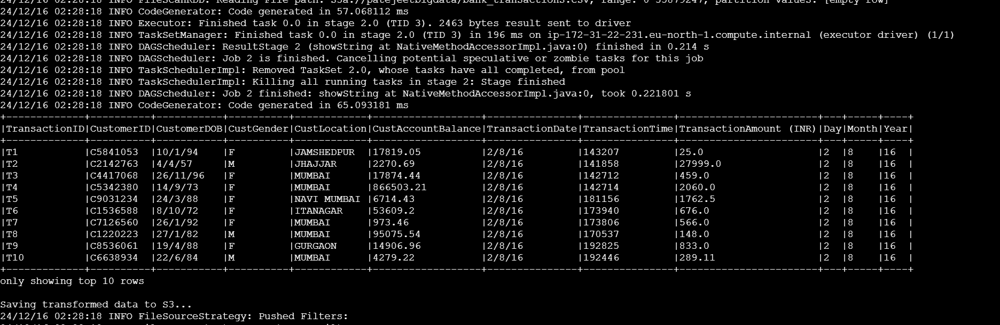 24/12/16 02:28:18 INFO FileScanRDD: Reading File path: s3a://patejeetbigdata/bank_transactions.csv, range: 0-55879247, partition values: [empty row]
24/12/16 02:28:18 INFO CodeGenerator: Code generated in 57.068112 ms
24/12/16 02:28:18 INFO Executor: Finished task 0.0 in stage 2.0 (TID 3). 2463 bytes result sent to driver
24/12/16 02:28:18 INFO TaskSetManager: Finished task 0.0 in stage 2.0 (TID 3) in 196 ms on ip-172-31-22-231.eu-north-1.compute.internal (executor driver) (1/1)
24/12/16 02:28:18 INFO DAGScheduler: ResultStage 2 (showString at NativeMethodAccessorImpl.java:0) finished in 0.214 s
24/12/16 02:28:18 INFO DAGScheduler: Job 2 is finished. Cancelling potential speculative or zombie tasks for this job
24/12/16 02:28:18 INFO TaskSchedulerImpl: Removed TaskSet 2.0, whose tasks have all completed, from pool
24/12/16 02:28:18 INFO TaskSchedulerImpl: Killing all running tasks in stage 2: Stage finished
24/12/16 02:28:18 INFO DAGScheduler: Job 2 finished: showString at NativeMethodAccessorImpl.java:0, took 0.221801 s
24/12/16 02:28:18 INFO CodeGenerator: Code generated in 65.093181 ms
+-------------+----------+-----------+----------+------------+------------------+---------------+---------------+-----------------------+---+-----+----+
|TransactionID|CustomerID|CustomerDOB|CustGender|CustLocation|CustAccountBalance|TransactionDate|TransactionTime|TransactionAmount (INR)|Day|Month|Year|
+-------------+----------+-----------+----------+------------+------------------+---------------+---------------+-----------------------+---+-----+----+
|T1           |C5841053  |10/1/94    |F         |JAMSHEDPUR  |17819.05          |2/8/16         |143207         |25.0                   |2  |8    |16  |
|T2           |C2142763  |4/4/57     |M         |JHAJJAR     |2270.69           |2/8/16         |141858         |27999.0                |2  |8    |16  |
|T3           |C4417068  |26/11/96   |F         |MUMBAI      |17874.44          |2/8/16         |142712         |459.0                  |2  |8    |16  |
|T4           |C5342380  |14/9/73    |F         |MUMBAI      |866503.21         |2/8/16         |142714         |2060.0                 |2  |8    |16  |
|T5           |C9031234  |24/3/88    |F         |NAVI MUMBAI |6714.43           |2/8/16         |181156         |1762.5                 |2  |8    |16  |
|T6           |C1536588  |8/10/72    |F         |ITANAGAR    |53609.2           |2/8/16         |173940         |676.0                  |2  |8    |16  |
|T7           |C7126560  |26/1/92    |F         |MUMBAI      |973.46            |2/8/16         |173806         |566.0                  |2  |8    |16  |
|T8           |C1220223  |27/1/82    |M         |MUMBAI      |95075.54          |2/8/16         |170537         |148.0                  |2  |8    |16  |
|T9           |C8536061  |19/4/88    |F         |GURGAON     |14906.96          |2/8/16         |192825         |833.0                  |2  |8    |16  |
|T10          |C6638934  |22/6/84    |M         |MUMBAI      |4279.22           |2/8/16         |192446         |289.11                 |2  |8    |16  |
+-------------+----------+-----------+----------+------------+------------------+---------------+---------------+-----------------------+---+-----+----+
only showing top 10 rows
Saving transformed data to S3...
24/12/16 02:28:18 INFO FileSourceStrategy: Pushed Filters: